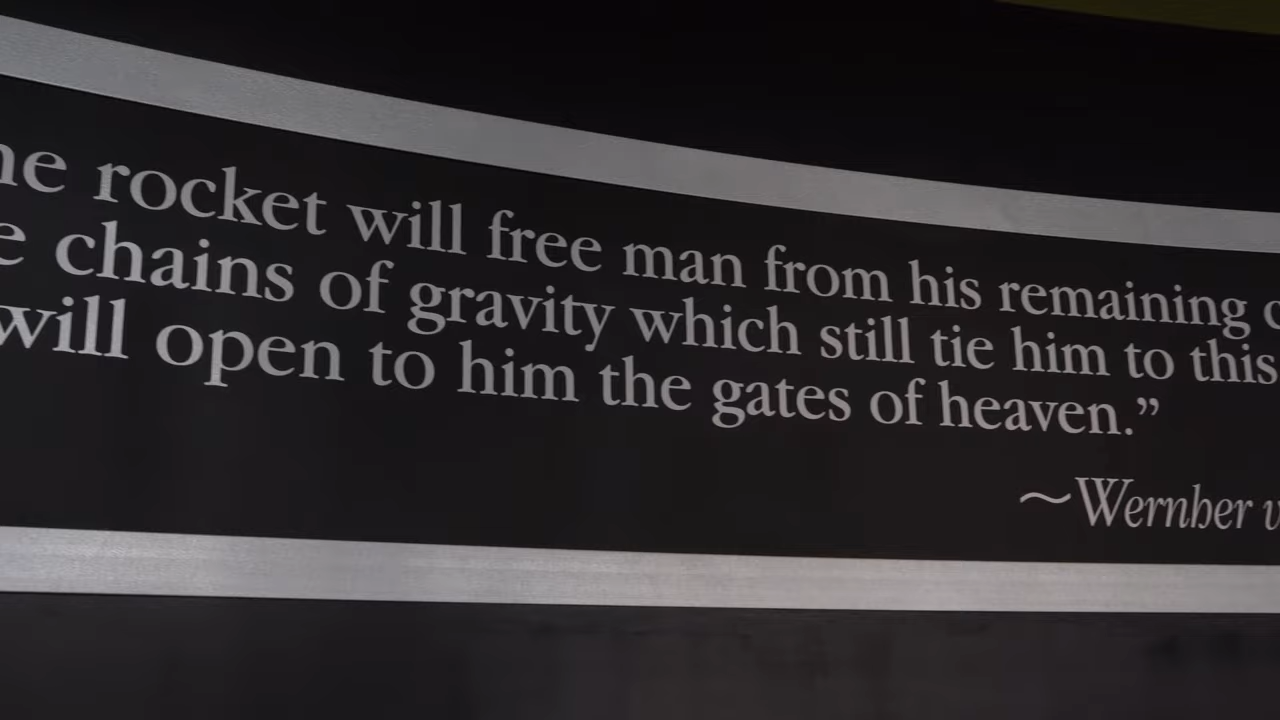 he rocket will free man from his remaining
e chains of gravity which still tie him to this
will open to him the gates of heaven.”
~Wernher v